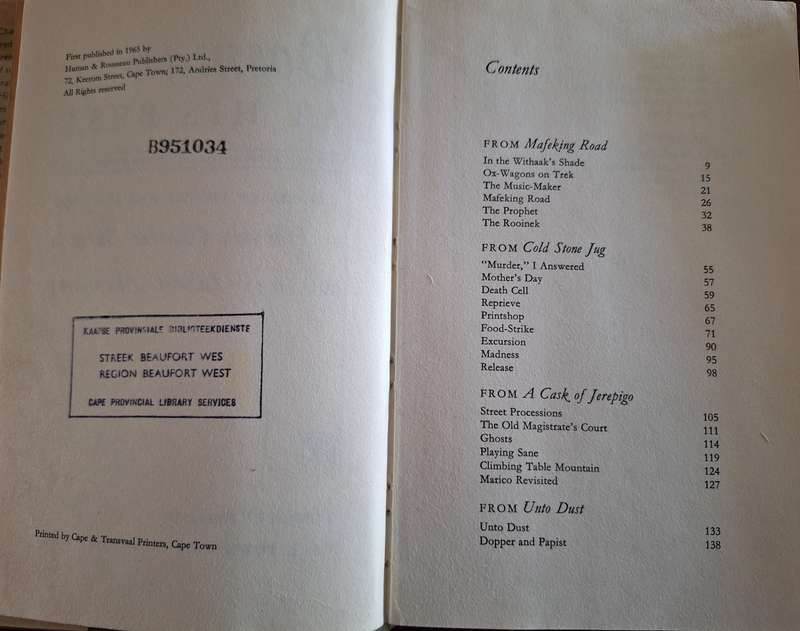 First published in 1965 by
Human & Rousseau Publishers (Pty.) Ltd.,
72, Keerom Street, Cape Town; 172, Andries Street, Pretoria
All Rights reserved
B951034
KAAPSE PROVINSIALE BIBLIOTEEKDIENSTE
STREEK BEAUFORT WES
REGION BEAUFORT WEST
CAPE PROVINCIAL LIBRARY SERVICES
Printed by Cape & Transvaal Printers, Cape Town
Contents
FROM Mafeking Road
In the Withaak's Shade 9
Ox-Wagons on Trek 15
The Music-Maker 21
Mafeking Road 26
The Prophet 32
The Rooinek 38
FROM Cold Stone Jug
"Murder," I Answered 55
Mother's Day 57
Death Cell 59
Reprieve 65
Printshop 67
Food-Strike 71
Excursion 90
Madness 95
Release 98
FROM A Cask of Jerepigo
Street Processions 105
The Old Magistrate's Court 111
Ghosts 114
Playing Sane 119
Climbing Table Mountain 124
Marico Revisited 127
FROM Unto Dust
Unto Dust 133
Dopper and Papist 138